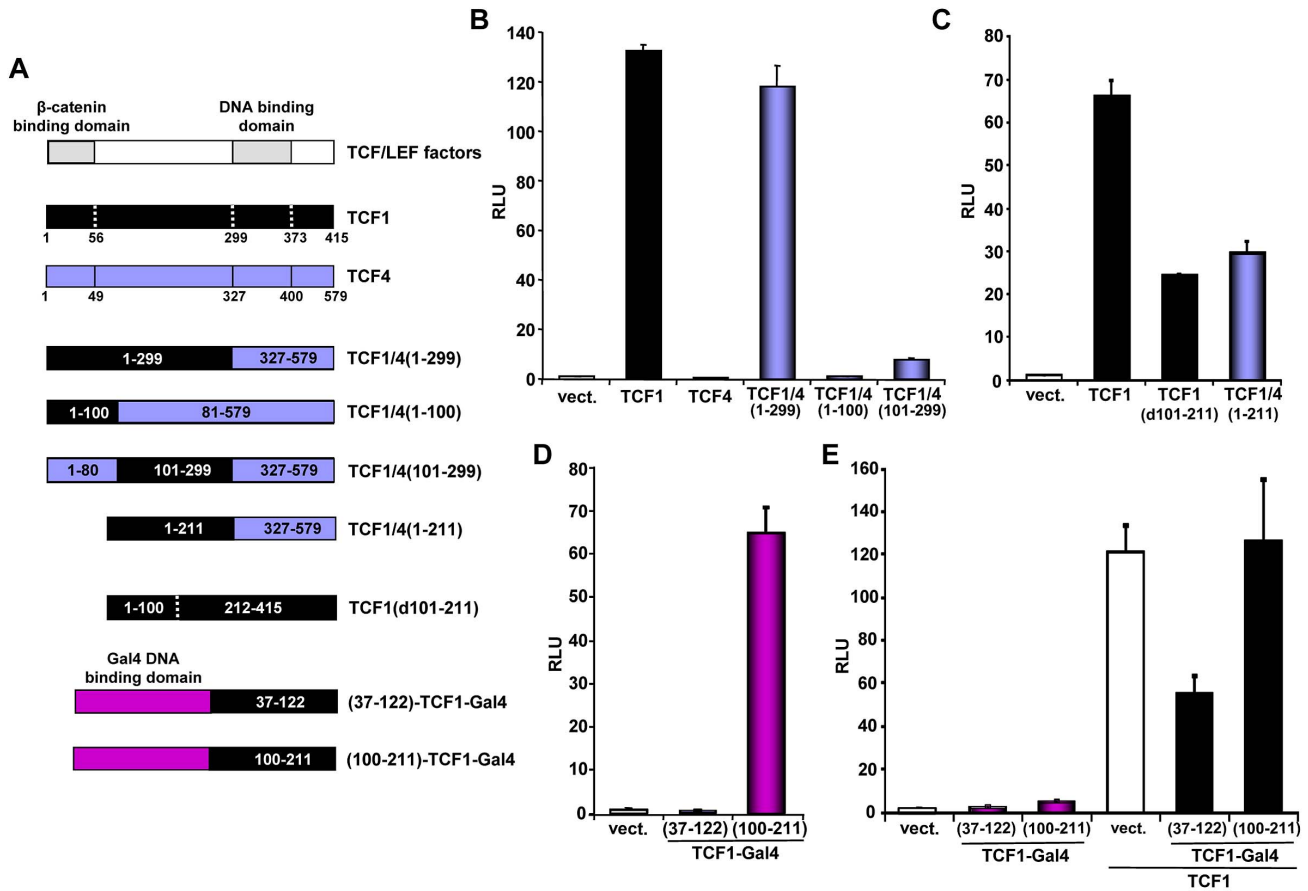 A
β-catenin
binding domain
DNA binding
domain
TCF/LEF factors
TCF1
1 56 299 373 415
TCF4
1 49 327 400 579
1-299 327-579 TCF1/4(1-299)
1-100 81-579 TCF1/4(1-100)
1-80 101-299 327-579 TCF1/4(101-299)
1-211 327-579 TCF1/4(1-211)
1-100 212-415 TCF1(d101-211)
Gal4 DNA
binding domain
37-122 (37-122)-TCF1-Gal4
100-211 (100-211)-TCF1-Gal4
B
RLU
140
120
100
80
60
40
20
0
vect. TCF1 TCF4 TCF1/4 TCF1/4 TCF1/4
(1-299) (1-100) (101-299)
C
RLU
80
70
60
50
40
30
20
10
0
vect. TCF1 TCF1 TCF1/4
(d101-211) (1-211)
D
RLU
80
70
60
50
40
30
20
10
0
vect. (37-122) (100-211)
TCF1-Gal4
E
RLU
160
140
120
100
80
60
40
20
0
vect. (37-122) (100-211) vect. (37-122) (100-211)
TCF1-Gal4 TCF1-Gal4
TCF1